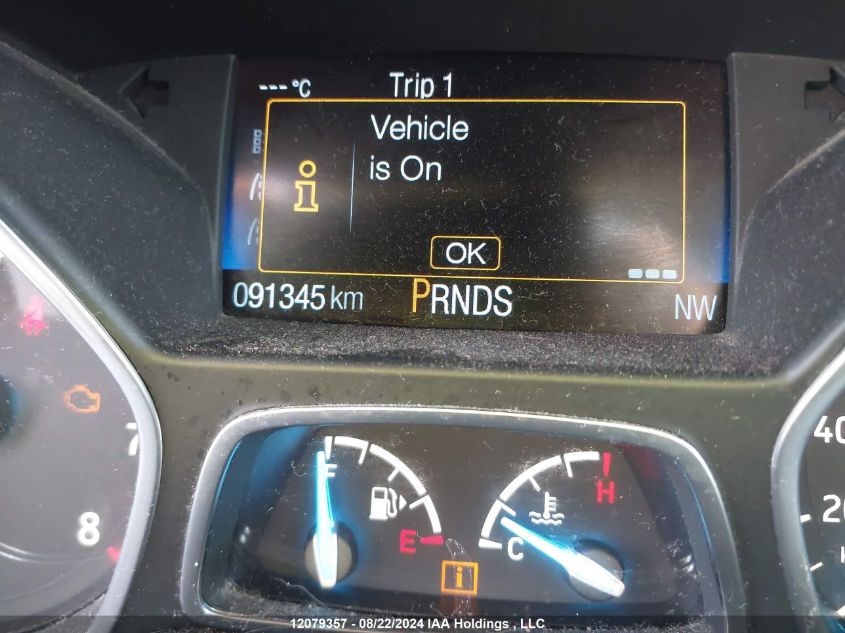 ---°C Trip 1
Vehicle
is On
OK
091345 km PRNDS NW
7
8
F
E
C
H
40
20
12079357 - 08/22/2024 IAA Holdings , LLC